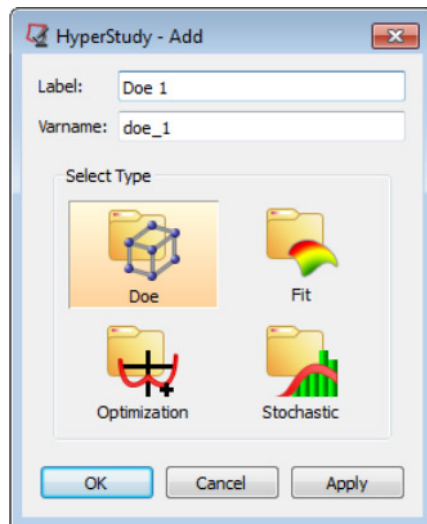 HyperStudy - Add
Label: Doe 1
Varname: doe_1
Select Type
Doe Fit
Optimization Stochastic
OK Cancel Apply